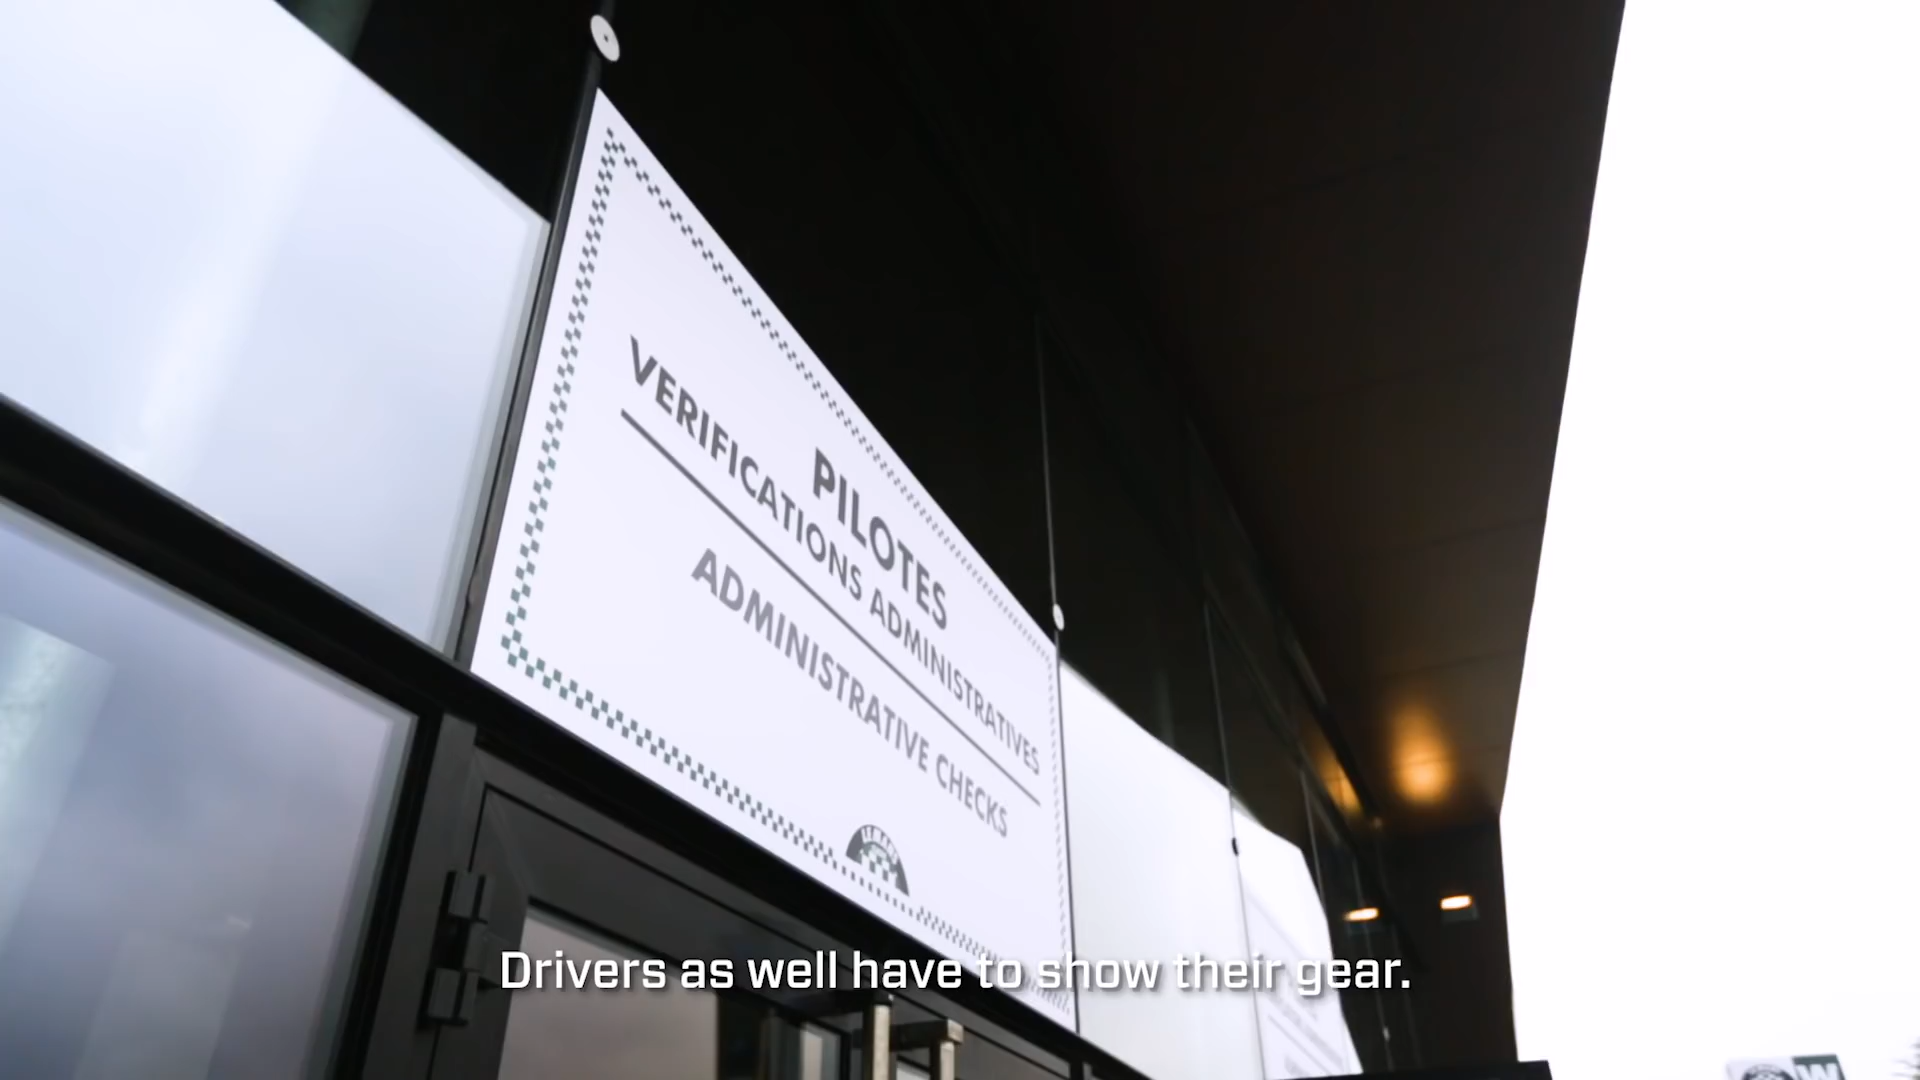 PILOTES
VERIFICATIONS ADMINISTRATIVES
ADMINISTRATIVE CHECKS
Drivers as well have to show their gear.